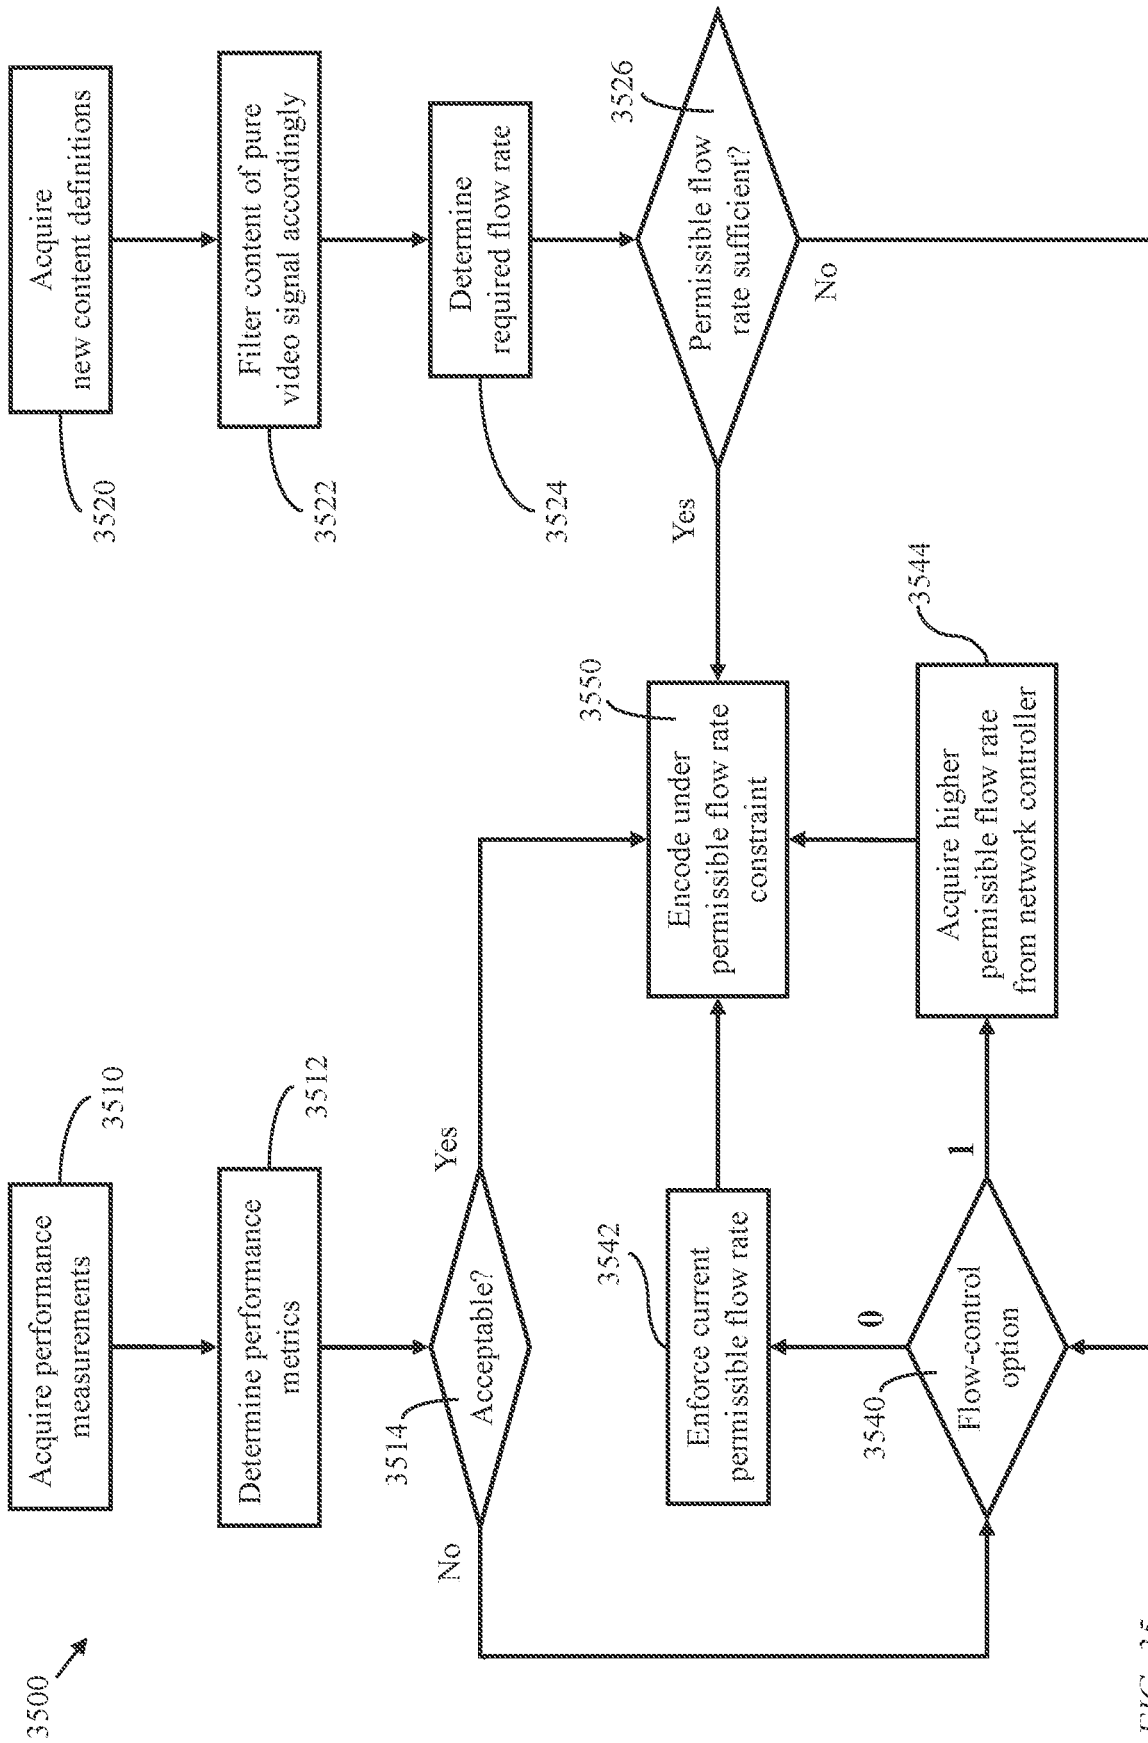 3500
Acquire performance
measurements
3510
Determine performance
metrics
3512
Acceptable?
3514
Yes
No
Acquire
new content definitions
3520
Filter content of pure
video signal accordingly
3522
Determine
required flow rate
3524
Permissible flow
rate sufficient?
3526
Yes
No
Enforce current
permissible flow rate
3542
Encode under
permissible flow rate
constraint
3550
Flow-control
option
3540
0
1
Acquire higher
permissible flow rate
from network controller
3544
FIG. 35